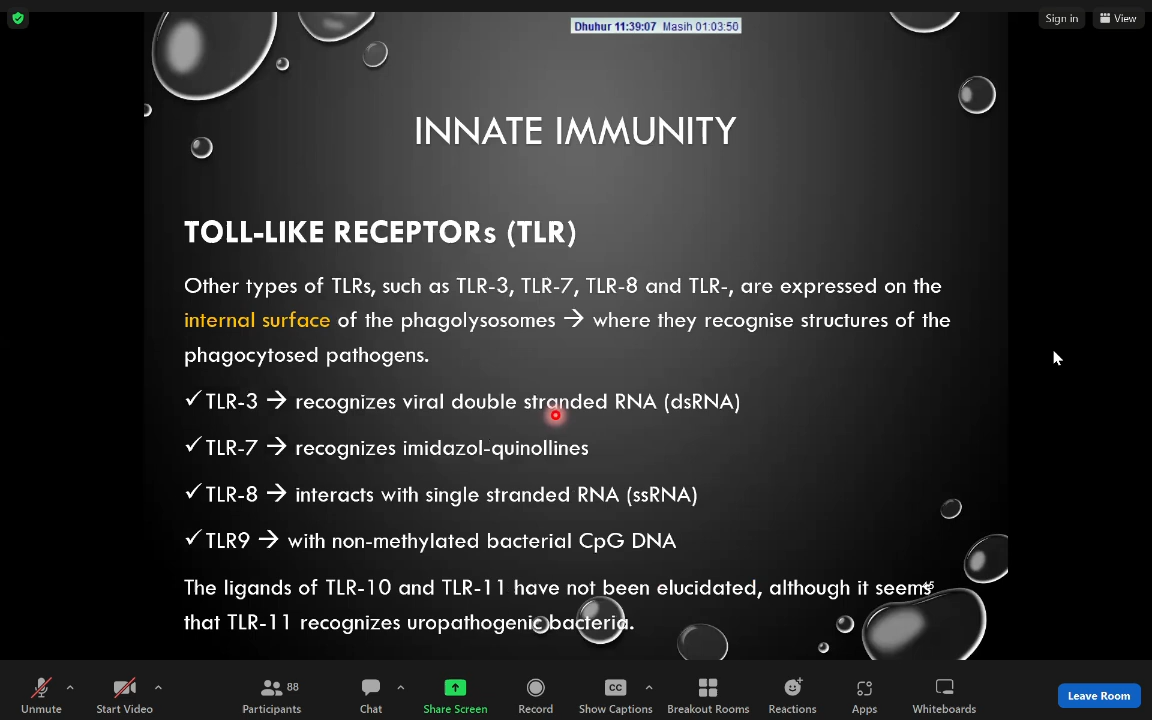 Dhuhur 11:39:07 Masih 01:03:50
Sign in
View
INNATE IMMUNITY
TOLL-LIKE RECEPTORs (TLR)
Other types of TLRs, such as TLR-3, TLR-7, TLR-8 and TLR-, are expressed on the
internal surface of the phagolysosomes → where they recognise structures of the
phagocytosed pathogens.
✓TLR-3 → recognizes viral double stranded RNA (dsRNA)
✓TLR-7 → recognizes imidazol-quinollines
✓TLR-8 → interacts with single stranded RNA (ssRNA)
✓TLR9 → with non-methylated bacterial CpG DNA
The ligands of TLR-10 and TLR-11 have not been elucidated, although it seems
45
that TLR-11 recognizes uropathogenic bacteria.
88
CC
Unmute
Start Video
Participants
Chat
Share Screen
Record
Show Captions
Breakout Rooms
Reactions
Apps
Whiteboards
Leave Room